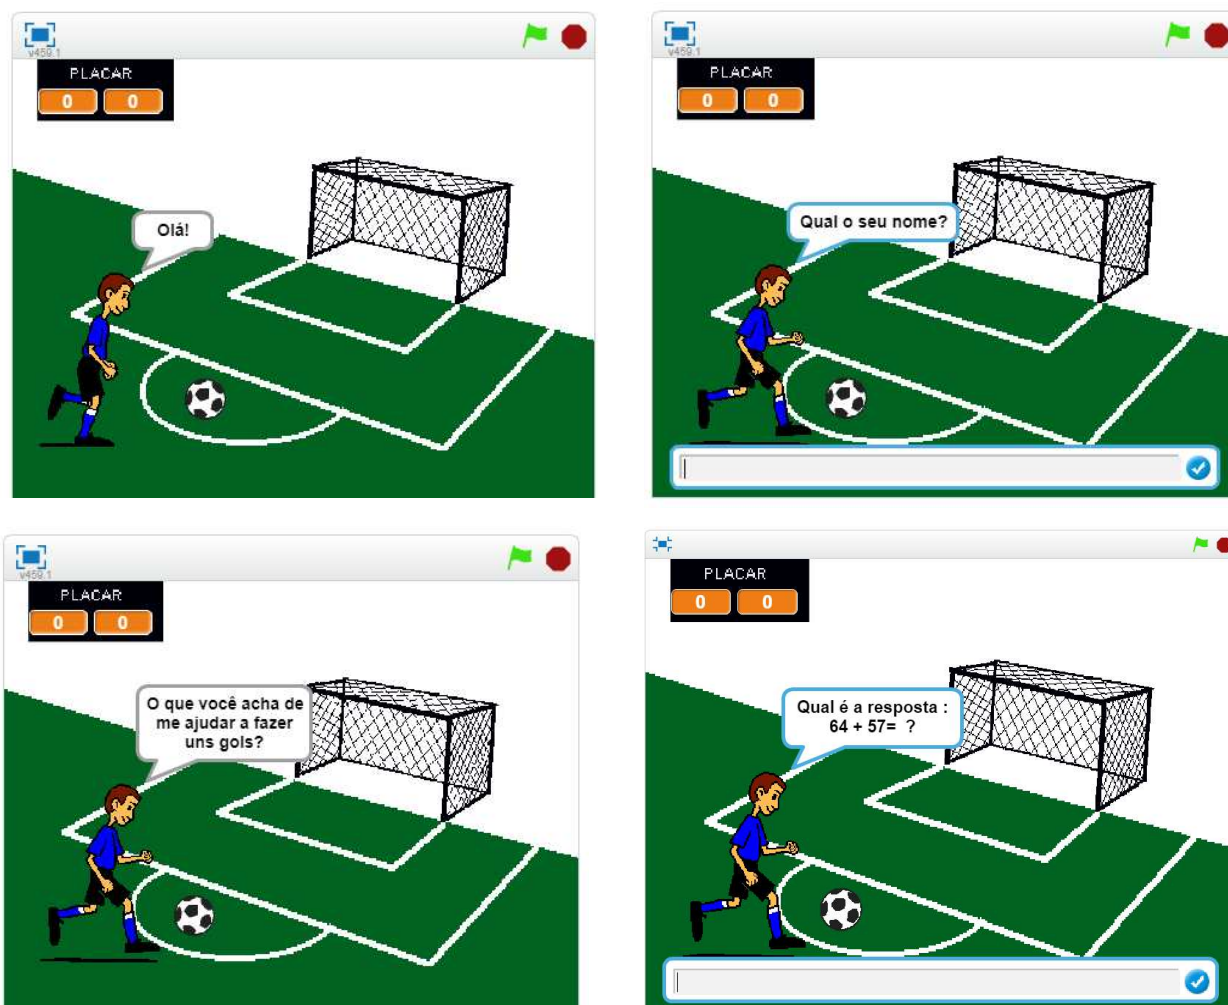 v459.1
PLACAR
0 0
Olá!
v459.1
PLACAR
0 0
Qual o seu nome?
v459.1
PLACAR
0 0
O que você acha de
me ajudar a fazer
uns gols?
PLACAR
0 0
Qual é a resposta :
64 + 57= ?